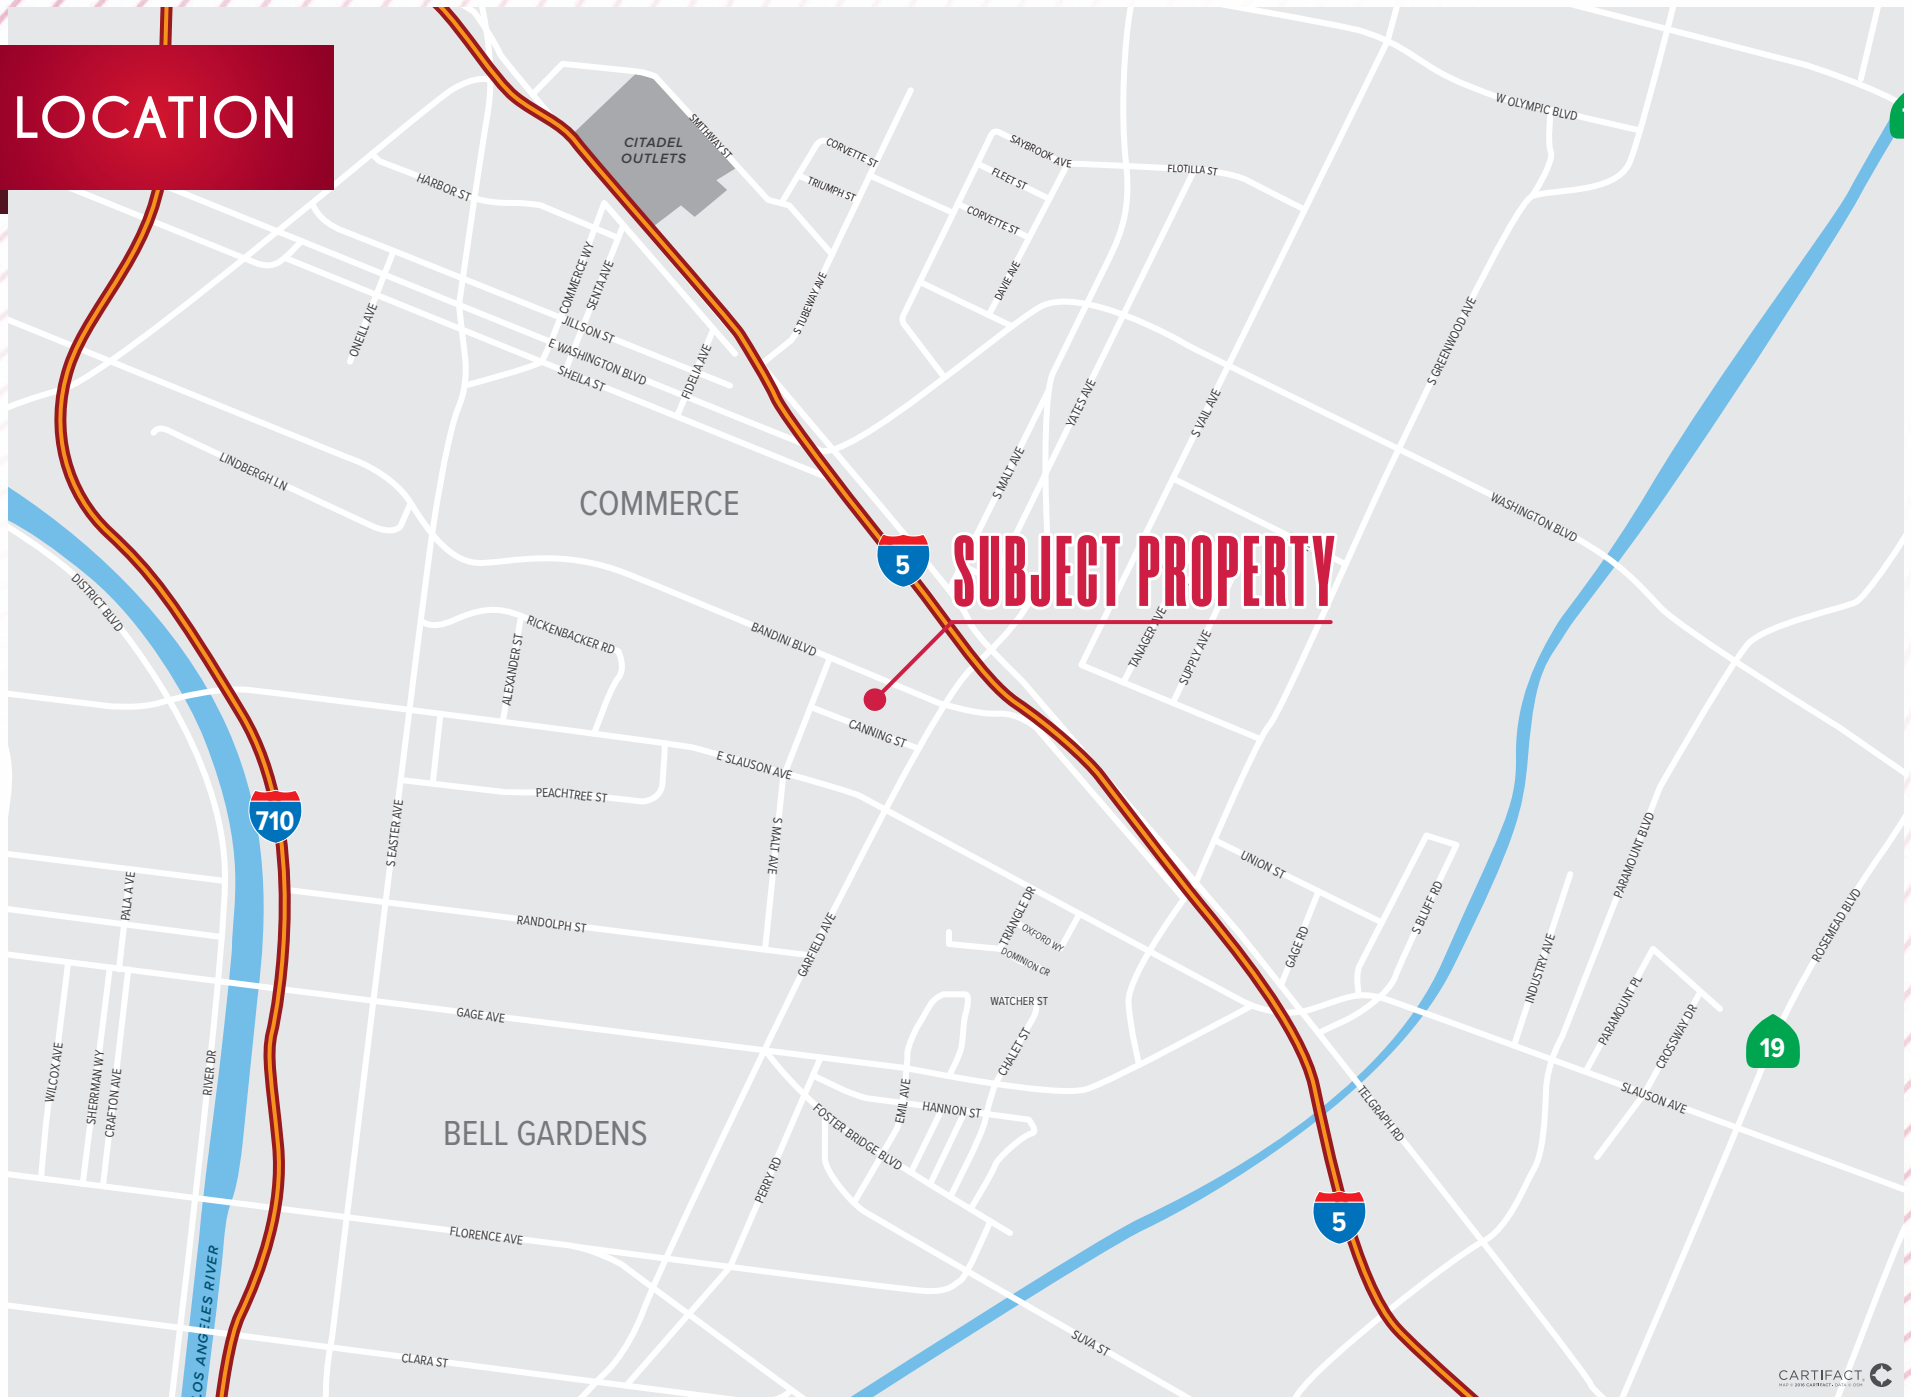 LOCATION
CITADEL
OUTLETS
SMITHWAY ST
CORVETTE ST
TRIUMPH ST
SAYBROOK AVE
FLEET ST
CORVETTE ST
FLOTILLA ST
W OLYMPIC BLVD
HARBOR ST
COMMERCE WY
SENTA AVE
DAVIE AVE
S TUBEWAY AVE
ONEILL AVE
JILLSON ST
E WASHINGTON BLVD
SHEILA ST
FIDELIA AVE
S GREENWOOD AVE
YATES AVE
S VAIL AVE
S MALT AVE
LINDBERGH LN
COMMERCE
WASHINGTON BLVD
5
SUBJECT PROPERTY
DISTRICT BLVD
RICKENBACKER RD
ALEXANDER ST
BANDINI BLVD
TANAGER AVE
SUPPLY AVE
CANNING ST
E SLAUSON AVE
PEACHTREE ST
710
S EASTER AVE
S MALT AVE
UNION ST
PARAMOUNT BLVD
PALA A VE
RANDOLPH ST
GARFIELD AVE
TRIANGLE DR
OXFORD WY
DOMINION CR
S BLUFF RD
GAGE RD
INDUSTRY AVE
ROSEMEAD BLVD
WATCHER ST
GAGE AVE
PARAMOUNT PL
CROSSWAY DR
19
WILCOX AVE
SHERRMAN WY
CRAFTON AVE
RIVER DR
CHALET ST
EMIL AVE
HANNON ST
FOSTER BRIDGE BLVD
TELGRAPH RD
SLAUSON AVE
BELL GARDENS
PERRY RD
5
FLORENCE AVE
LOS ANGELES RIVER
CLARA ST
SUVA ST
CARTIFACT